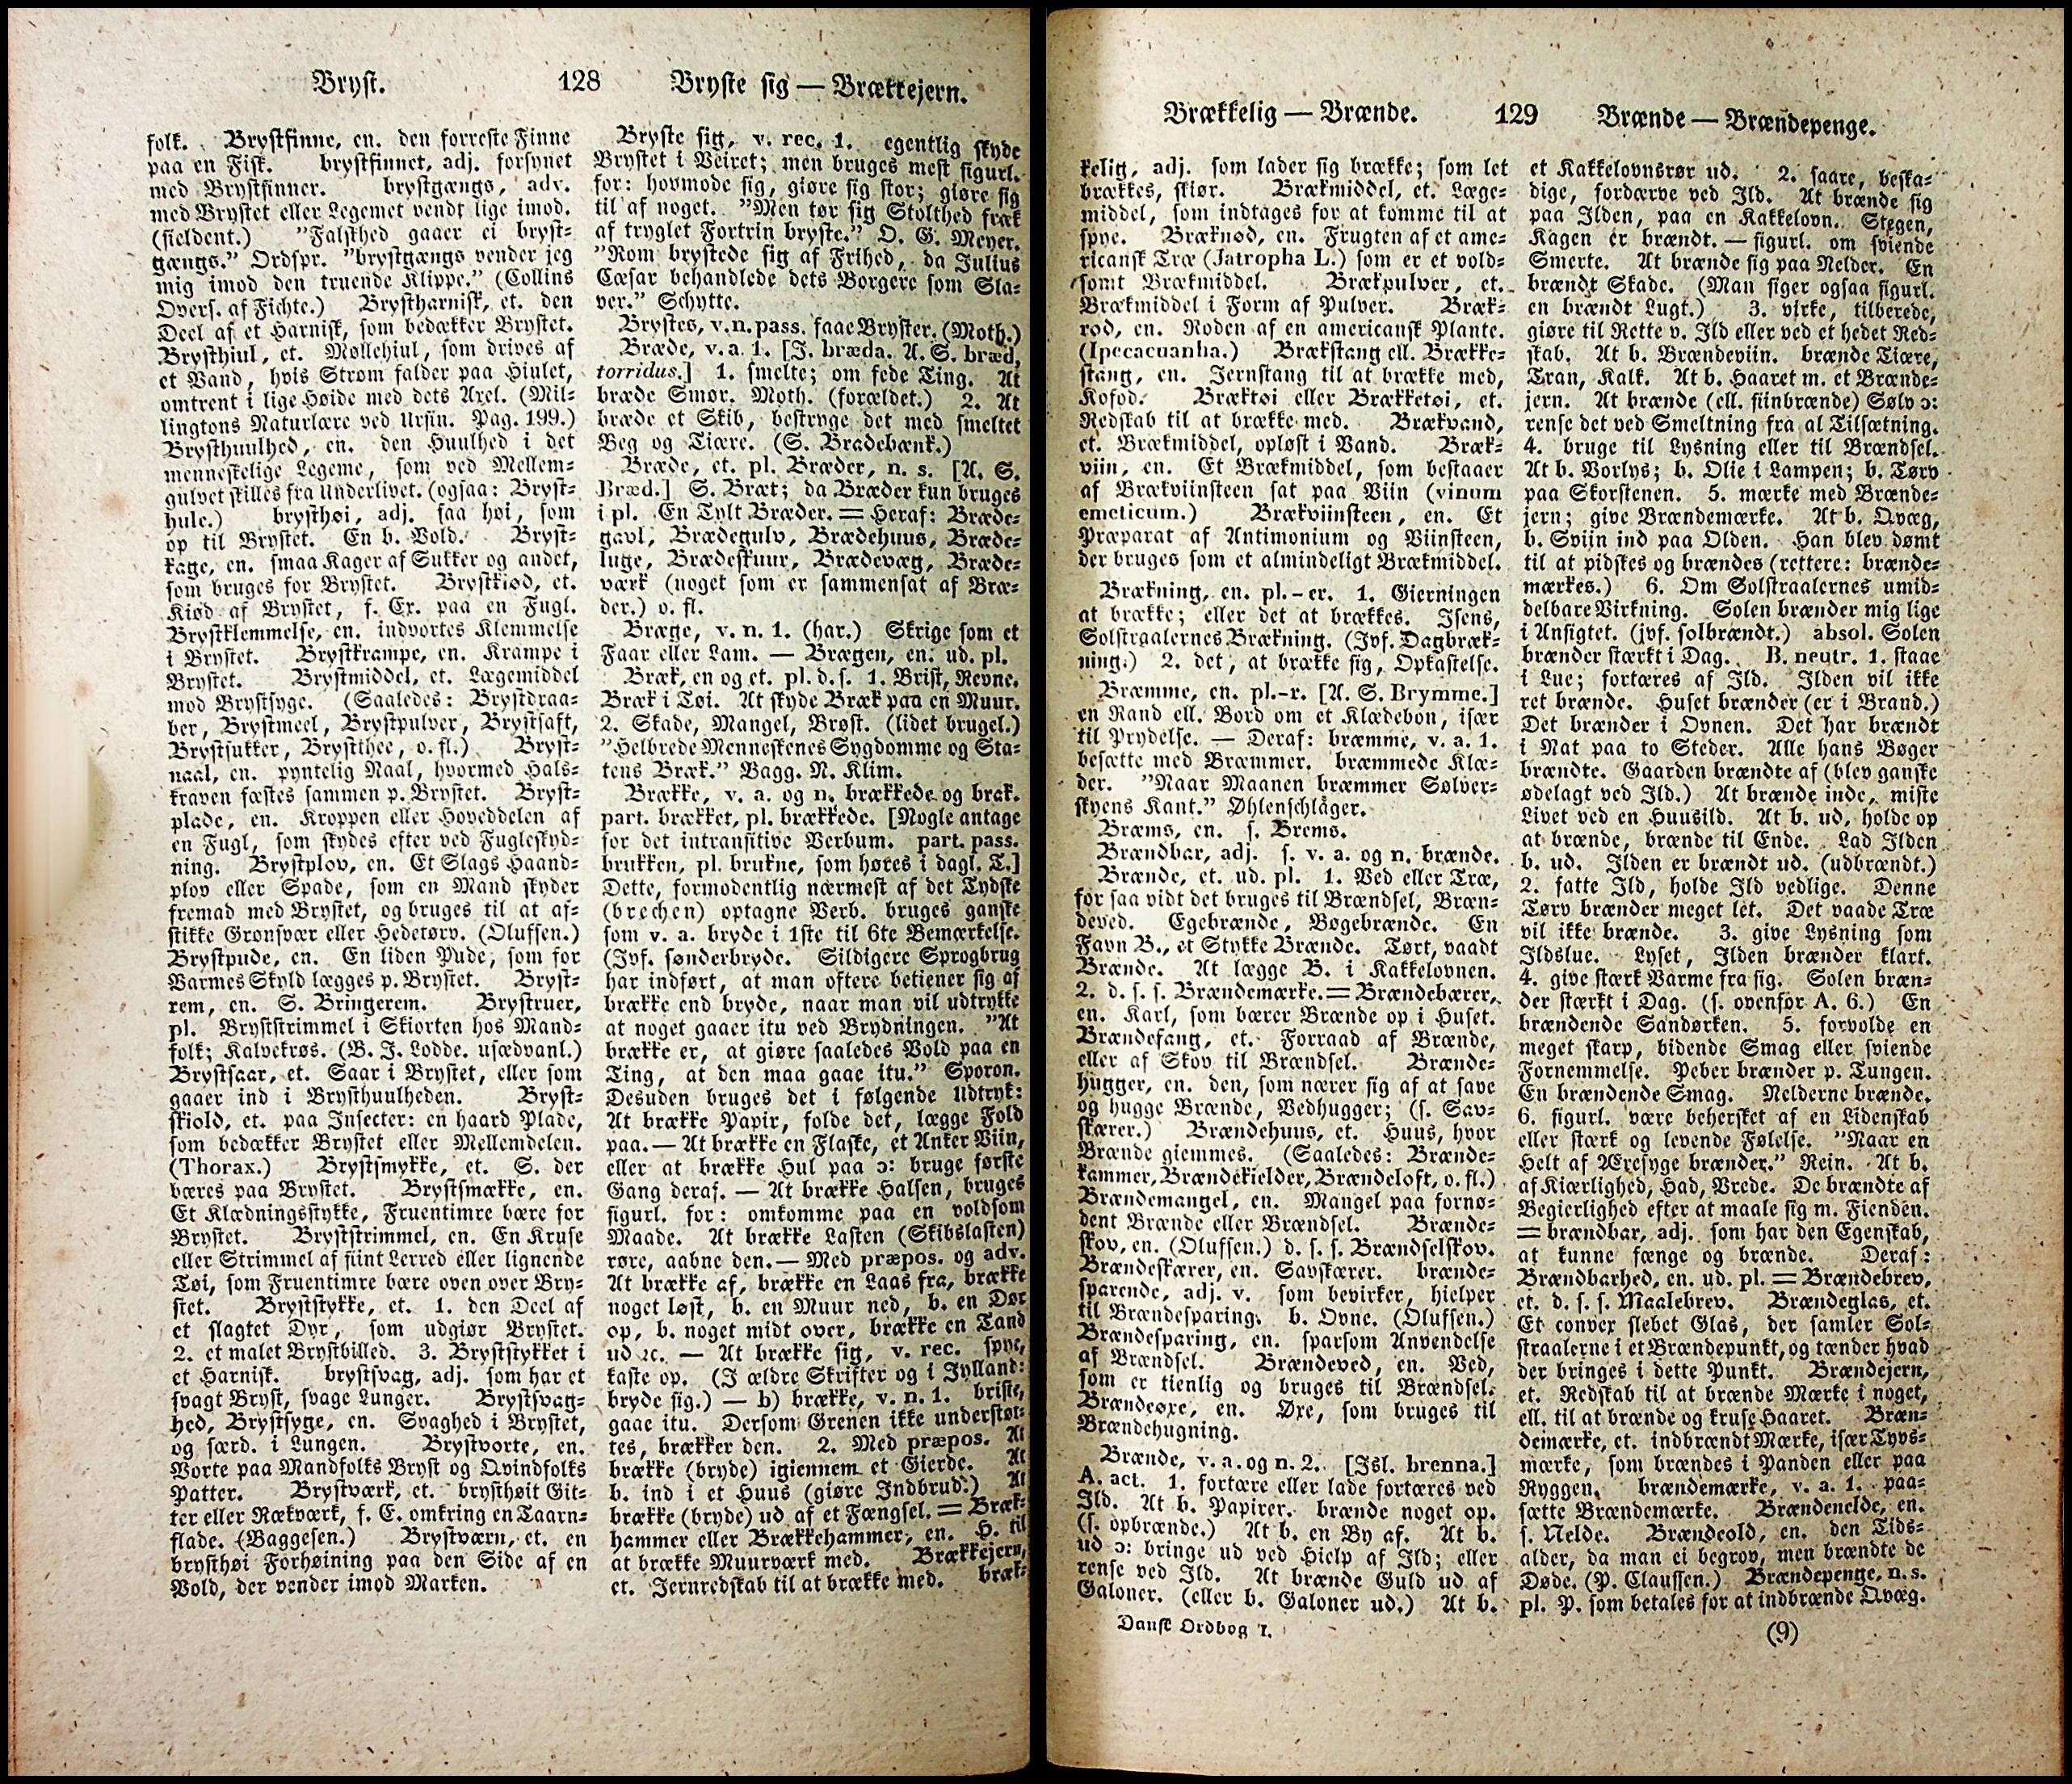 Bryst. 128 Bryste sig — Brækkejern.
folk. Brystfinne, en. den forreste Finne
paa en Fisk. brystfinnet, adj. forsynet
med Brystfinner. brystgængs, adv.
med Brystet eller Legemet vendt lige imod.
(sieldent.) "Falskhed gaaer ei bryst-
gængs." Ordspr. "brystgængs vender jeg
mig imod den truende Klippe." (Collins
Overs. af Fichte.) Brystharnisk, et. den
Deel af et Harnisk, som bedækker Brystet.
Brysthiul, et. Møllehiul, som drives af
et Vand, hvis Strøm falder paa Hiulet,
omtrent i lige Høide med dets Axel. (Mil-
lingtons Naturlære ved Ursin. Pag. 199.)
Brysthuulhed, en. den Huulhed i det
menneskelige Legeme, som ved Mellem-
gulvet skilles fra Underlivet. (ogsaa: Bryst-
hule.) brysthøi, adj. saa høi, som
op til Brystet. En b. Vold. Bryst-
kage, en. smaa Kager af Sukker og andet,
som bruges for Brystet. Brystkiød, et.
Kiød af Brystet, f. Ex. paa en Fugl.
Brystklemmelse, en. indvortes Klemmelse
i Brystet. Brystkrampe, en. Krampe i
Brystet. Brystmiddel, et. Lægemiddel
mod Brystsyge. (Saaledes: Brystdraa-
ber, Brystmeel, Brystpulver, Brystsaft,
Brystsukker, Brystthee, o. fl.) Bryst-
naal, en. pyntelig Naal, hvormed Hals-
kraven fæstes sammen p. Brystet. Bryst-
plade, en. Kroppen eller Hoveddelen af
en Fugl, som skydes efter ved Fugleskyd-
ning. Brystplov, en. Et Slags Haand-
plov eller Spade, som en Mand skyder
fremad med Brystet, og bruges til at af-
stikke Grønsvær eller Hedetørv. (Olufsen.)
Brystpude, en. En liden Pude, som for
Varmes Skyld lægges p. Brystet. Bryst-
rem, en. S. Bringerem. Brystruer,
pl. Bryststrimmel i Skiorten hos Mand-
folk; Kalvekrøs. (B. J. Lodde. usædvanl.)
Brystsaar, et. Saar i Brystet, eller som
gaaer ind i Brysthuulheden. Bryst-
skiold, et. paa Insecter: en haard Plade,
som bedækker Brystet eller Mellemdelen.
(Thorax.) Brystsmykke, et. S. der
bæres paa Brystet. Brystsmække, en.
Et Klædningsstykke, Fruentimre bære for
Brystet. Bryststrimmel, en. En Kruse
eller Strimmel af fiint Lerred eller lignende
Tøi, som Fruentimre bære oven over Bry-
stet. Bryststykke, et. 1. den Deel af
et slagtet Dyr, som udgiør Brystet.
2. et malet Brystbilled. 3. Bryststykket i
et Harnisk. brystsvag, adj. som har et
svagt Bryst, svage Lunger. Brystsvag-
hed, Brystsyge, en. Svaghed i Brystet,
og særd. i Lungen. Brystvorte, en.
Vorte paa Mandfolks Bryst og Qvindfolks
Patter. Brystværk, et. brysthøit Git-
ter eller Rækværk, f. E. omkring en Taarn-
flade. (Baggesen.) Brystværn, et. en
brysthøi Forhøining paa den Side af en
Vold, der vender imod Marken.
Bryste sig, v. rec. 1. egentlig skyde
Brystet i Veiret; men bruges mest figurl.
for: hovmode sig, giøre sig stor; giøre sig
til af noget. "Men tør sig Stolthed fræk
af tryglet Fortrin bryste." O. G. Meyer.
"Rom brystede sig af Frihed, da Julius
Cæsar behandlede dets Borgere som Sla-
ver." Schytte.
Brystes, v. n. pass. faae Bryster. (Moth.)
Bræde, v. a. 1. [J. bræda. A. S. bræd,
torridus.] 1. smelte; om fede Ting. At
bræde Smør. Moth. (forældet.) 2. At
bræde et Skib, bestryge det med smeltet
Beg og Tiære. (S. Bradebænk.)
Bræde, et. pl. Bræder, n. s. [A. S.
Bræd.] S. Bræt; da Bræder kun bruges
i pl. En Tylt Bræder. = Heraf: Bræde-
gavl, Brædegulv, Brædehuus, Bræde-
luge, Brædeskuur, Brædevæg, Bræde-
værk (noget som er sammensat af Bræ-
der.) o. fl.
Bræge, v. n. 1. (har.) Skrige som et
Faar eller Lam. — Brægen, en. ud. pl.
Bræk, en og et. pl. d. s. 1. Brist, Revne.
Bræk i Tøi. At skyde Bræk paa en Muur.
2. Skade, Mangel, Brøst. (lidet brugel.)
"Helbrede Menneskenes Sygdomme og Sta-
tens Bræk." Bagg. N. Klim.
Brække, v. a. og n. brækkede og brak.
part. brækket, pl. brækkede. [Nogle antage
for det intransitive Verbum. part. pass.
brukken, pl. brukne, som høres i dagl. T.]
Dette, formodentlig nærmest af det Tydske
(brechen) optagne Verb. bruges ganske
som v. a. bryde i 1ste til 6te Bemærkelse.
(Jvf. sønderbryde. Sildigere Sprogbrug
har indført, at man oftere betiener sig af
brække end bryde, naar man vil udtrykke
at noget gaaer itu ved Brydningen. "At
brække er, at giøre saaledes Vold paa en
Ting, at den maa gaae itu." Sporon.
Desuden bruges det i følgende Udtryk:
At brække Papir, folde det, lægge Fold
paa. — At brække en Flaske, et Anker Viin,
eller at brække Hul paa ɔ: bruge første
Gang deraf. — At brække Halsen, bruges
figurl. for: omkomme paa en voldsom
Maade. At brække Lasten (Skibslasten)
røre, aabne den. — Med præpos. og adv.
At brække af, brække en Laas fra, brække
noget løst, b. en Muur ned, b. en Dør
op, b. noget midt over, brække en Tand
ud ꝛc. — At brække sig, v. rec. spye,
kaste op. (I ældre Skrifter og i Jylland:
bryde sig.) — b) brække, v. n. 1. briste,
gaae itu. Dersom Grenen ikke understøt-
tes, brækker den. 2. Med præpos. At
brække (bryde) igiennem et Gierde. At
b. ind i et Huus (giøre Indbrud.) At
brække (bryde) ud af et Fængsel. = Bræk-
hammer eller Brækkehammer, en. H. til
at brække Muurværk med. Brækkejern,
et. Jernredskab til at brække med. bræk-
Brækkelig — Brænde. 129 Brænde — Brændepenge.
kelig, adj. som lader sig brække; som let
brækkes, skiør. Brækmiddel, et. Læge-
middel, som indtages for at komme til at
spye. Bræknød, en. Frugten af et ame-
ricansk Træ (Jatropha L.) som er et vold-
somt Brækmiddel. Brækpulver, et.
Brækmiddel i Form af Pulver. Bræk-
rod, en. Roden af en americansk Plante.
(Ipecacuanha.) Brækstang ell. Brække-
stang, en. Jernstang til at brække med,
Kofod. Bræktøi eller Brækketøi, et.
Redskab til at brække med. Brækvand,
et. Brækmiddel, opløst i Vand. Bræk-
viin, en. Et Brækmiddel, som bestaaer
af Brækviinsteen sat paa Viin (vinum
emeticum.) Brækviinsteen, en. Et
Præparat af Antimonium og Viinsteen,
der bruges som et almindeligt Brækmiddel.
Brækning, en. pl. -er. 1. Gierningen
at brække; eller det at brækkes. Isens,
Solstraalernes Brækning. (Jvf. Dagbræk-
ning.) 2. det, at brække sig, Opkastelse.
Bræmme, en. pl. -r. [A. S. Brymme.]
en Rand ell. Bord om et Klædebon, især
til Prydelse. — Deraf: bræmme, v. a. 1.
besætte med Bræmmer. bræmmede Klæ-
der. "Naar Maanen bræmmer Sølver-
skyens Kant." Øhlenschläger.
Bræms, en. s. Brems.
Brændbar, adj. s. v. a. og n. brænde.
Brænde, et. ud. pl. 1. Ved eller Træ,
for saa vidt det bruges til Brændsel, Bræn-
deved. Egebrænde, Bøgebrænde. En
Favn B., et Stykke Brænde. Tørt, vaadt
Brænde. At lægge B. i Kakkelovnen.
2. d. s. s. Brændemærke. = Brændebærer,
en. Karl, som bærer Brænde op i Huset.
Brændefang, et. Forraad af Brænde,
eller af Skov til Brændsel. Brænde-
hugger, en. den, som nærer sig af at save
og hugge Brænde, Vedhugger; (s. Sav-
skærer.) Brændehuus, et. Huus, hvor
Brænde giemmes. (Saaledes: Brænde-
kammer, Brændekielder, Brændeloft, o. fl.)
Brændemangel, en. Mangel paa fornø-
dent Brænde eller Brændsel. Brænde-
skov, en. (Olufsen.) d. s. s. Brændselskov.
Brændeskærer, en. Savskærer. brænde-
sparende, adj. v. som bevirker, hielper
til Brændesparing. b. Ovne. (Olufsen.)
Brændesparing, en. sparsom Anvendelse
af Brændsel. Brændeved, en. Ved,
som er tienlig og bruges til Brændsel.
Brændeøxe, en. Øxe, som bruges til
Brændehugning.
Brænde, v. a. og n. 2. [Isl. brenna.]
A. act. 1. fortære eller lade fortæres ved
Ild. At b. Papirer. brænde noget op.
(s. opbrænde.) At b. en By af. At b.
ud ɔ: bringe ud ved Hielp af Ild; eller
rense ved Ild. At brænde Guld ud af
Galoner. (eller b. Galoner ud.) At b.
Dansk Ordbog I.
et Kakkelovnsrør ud. 2. saare, beska-
dige, fordærve ved Ild. At brænde sig
paa Ilden, paa en Kakkelovn. Stegen,
Kagen er brændt. — figurl. om sviende
Smerte. At brænde sig paa Nelder. En
brændt Skade. (Man siger ogsaa figurl.
en brændt Lugt.) 3. virke, tilberede,
giøre til Rette v. Ild eller ved et hedet Red-
skab. At b. Brændeviin. brænde Tiære,
Tran, Kalk. At b. Haaret m. et Brænde-
jern. At brænde (ell. fiinbrænde) Sølv ɔ:
rense det ved Smeltning fra al Tilsætning.
4. bruge til Lysning eller til Brændsel.
At b. Voxlys; b. Olie i Lampen; b. Tørv
paa Skorstenen. 5. mærke med Brænde-
jern; give Brændemærke. At b. Qvæg,
b. Sviin ind paa Olden. Han blev dømt
til at pidskes og brændes (rettere: brænde-
mærkes.) 6. Om Solstraalernes umid-
delbare Virkning. Solen brænder mig lige
i Ansigtet. (jvf. solbrændt.) absol. Solen
brænder stærkt i Dag. B. neutr. 1. staae
i Lue; fortæres af Ild. Ilden vil ikke
ret brænde. Huset brænder (er i Brand.)
Det brænder i Ovnen. Det har brændt
i Nat paa to Steder. Alle hans Bøger
brændte. Gaarden brændte af (blev ganske
ødelagt ved Ild.) At brænde inde, miste
Livet ved en Huusild. At b. ud, holde op
at brænde, brænde til Ende. Lad Ilden
b. ud. Ilden er brændt ud. (udbrændt.)
2. fatte Ild, holde Ild vedlige. Denne
Tørv brænder meget let. Det vaade Træ
vil ikke brænde. 3. give Lysning som
Ildslue. Lyset, Ilden brænder klart.
4. give stærk Varme fra sig. Solen bræn-
der stærkt i Dag. (s. ovenfor A. 6.) En
brændende Sandørken. 5. forvolde en
meget skarp, bidende Smag eller sviende
Fornemmelse. Peber brænder p. Tungen.
En brændende Smag. Nelderne brænde.
6. figurl. være behersket af en Lidenskab
eller stærk og levende Følelse. "Naar en
Helt af Æresyge brænder." Rein. At b.
af Kiærlighed, Had, Vrede. De brændte af
Begierlighed efter at maale sig m. Fienden.
= brændbar, adj. som har den Egenskab,
at kunne fænge og brænde. Deraf:
Brændbarhed, en. ud. pl. = Brændebrev,
et. d. s. s. Maalebrev. Brændeglas, et.
Et convex slebet Glas, der samler Sol-
straalerne i et Brændepunkt, og tænder hvad
der bringes i dette Punkt. Brændejern,
et. Redskab til at brænde Mærke i noget,
ell. til at brænde og kruse Haaret. Bræn-
demærke, et. indbrændt Mærke, især Tyvs-
mærke, som brændes i Panden eller paa
Ryggen. brændemærke, v. a. 1. paa-
sætte Brændemærke. Brændenelde, en.
s. Nelde. Brændeold, en. den Tids-
alder, da man ei begrov, men brændte de
Døde. (P. Claussen.) Brændepenge, n. s.
pl. P. som betales for at indbrænde Qvæg.
(9)